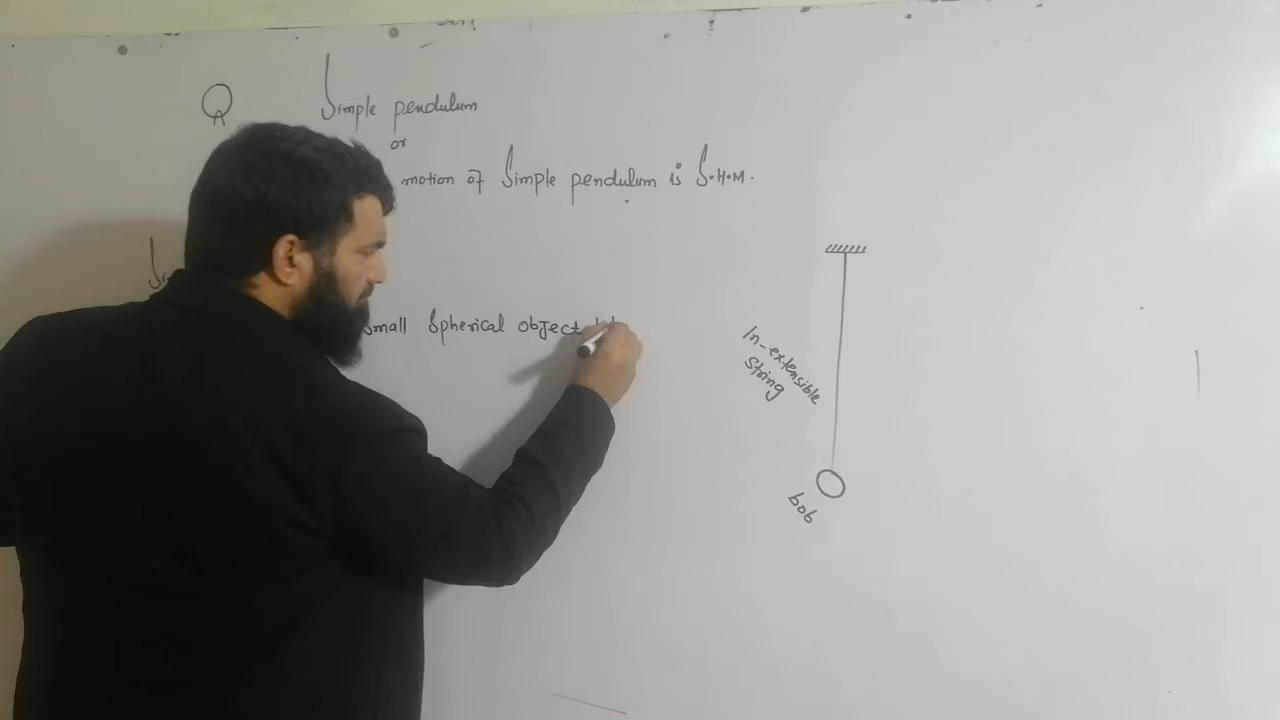 Q Simple pendulum
or
motion of Simple pendulum is S.H.M.
small Spherical object
In-extensible
String
bob